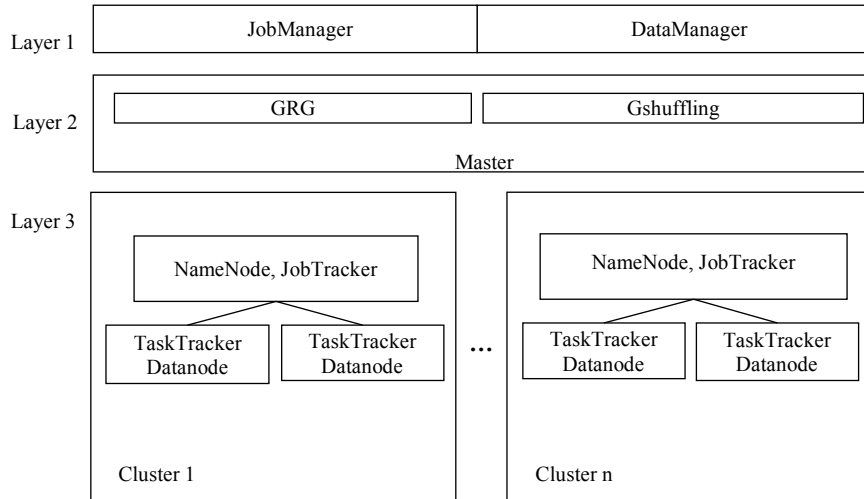 Layer 1
JobManager
DataManager
Layer 2
GRG
Gshuffling
Master
Layer 3
NameNode, JobTracker
TaskTracker
Datanode
TaskTracker
Datanode
Cluster 1
...
NameNode, JobTracker
TaskTracker
Datanode
TaskTracker
Datanode
Cluster n